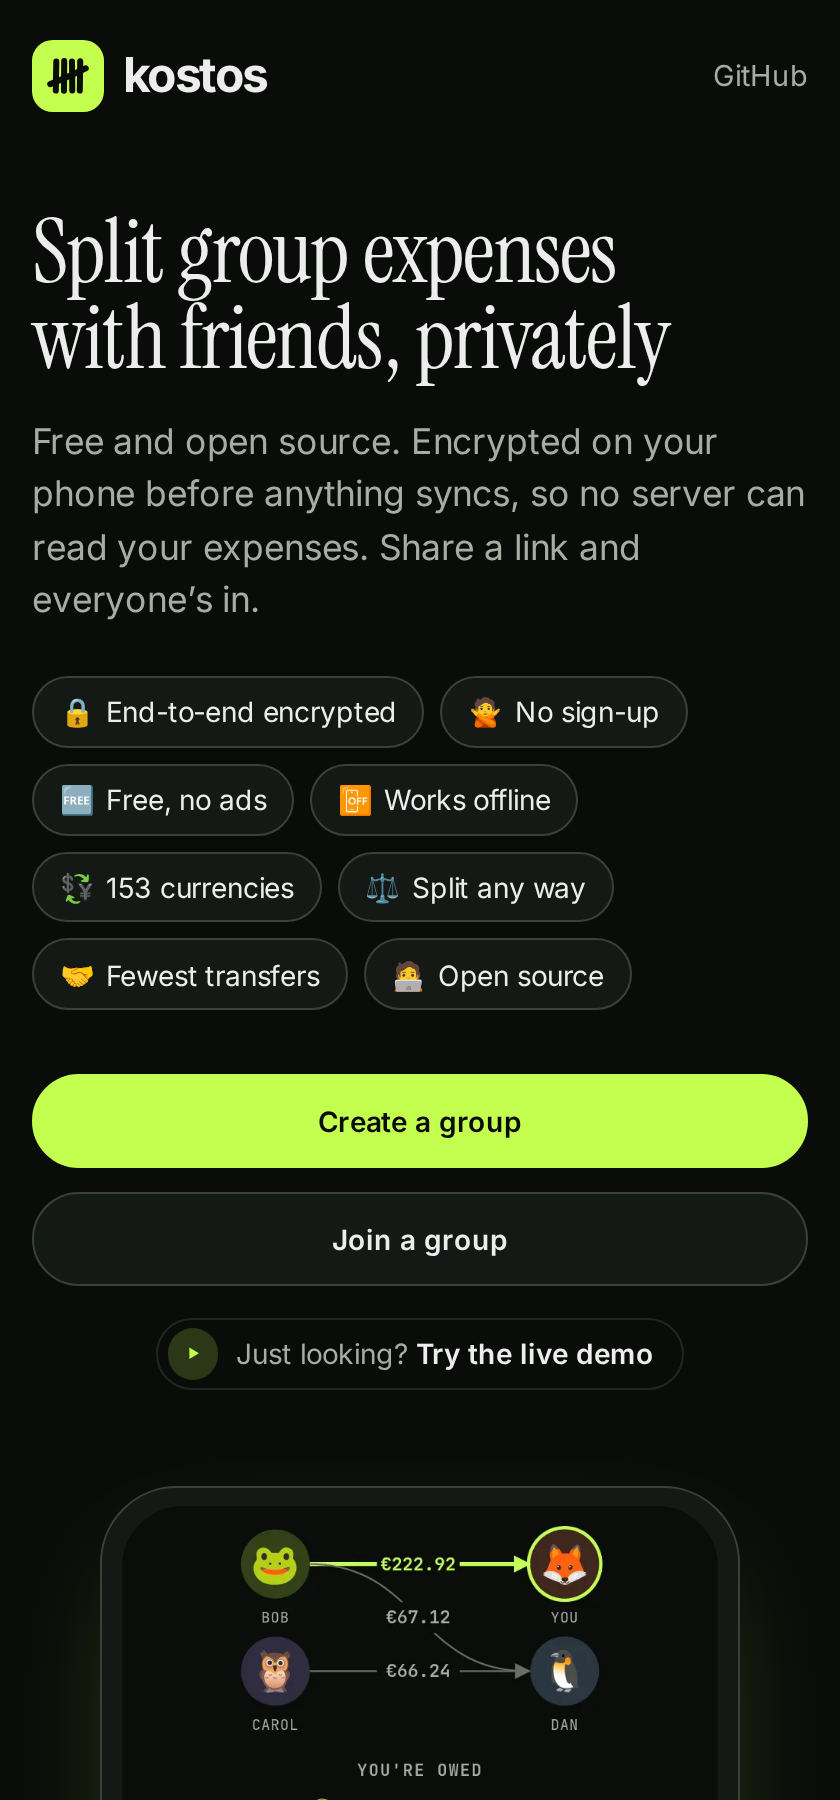 kostos
GitHub
Split group expenses
with friends, privately
Free and open source. Encrypted on your
phone before anything syncs, so no server can
read your expenses. Share a link and
everyone’s in.
End-to-end encrypted
No sign-up
Free, no ads
Works offline
153 currencies
Split any way
Fewest transfers
Open source
Create a group
Join a group
Just looking? Try the live demo
€222.92
BOB
€67.12
YOU
€66.24
CAROL
DAN
YOU'RE OWED